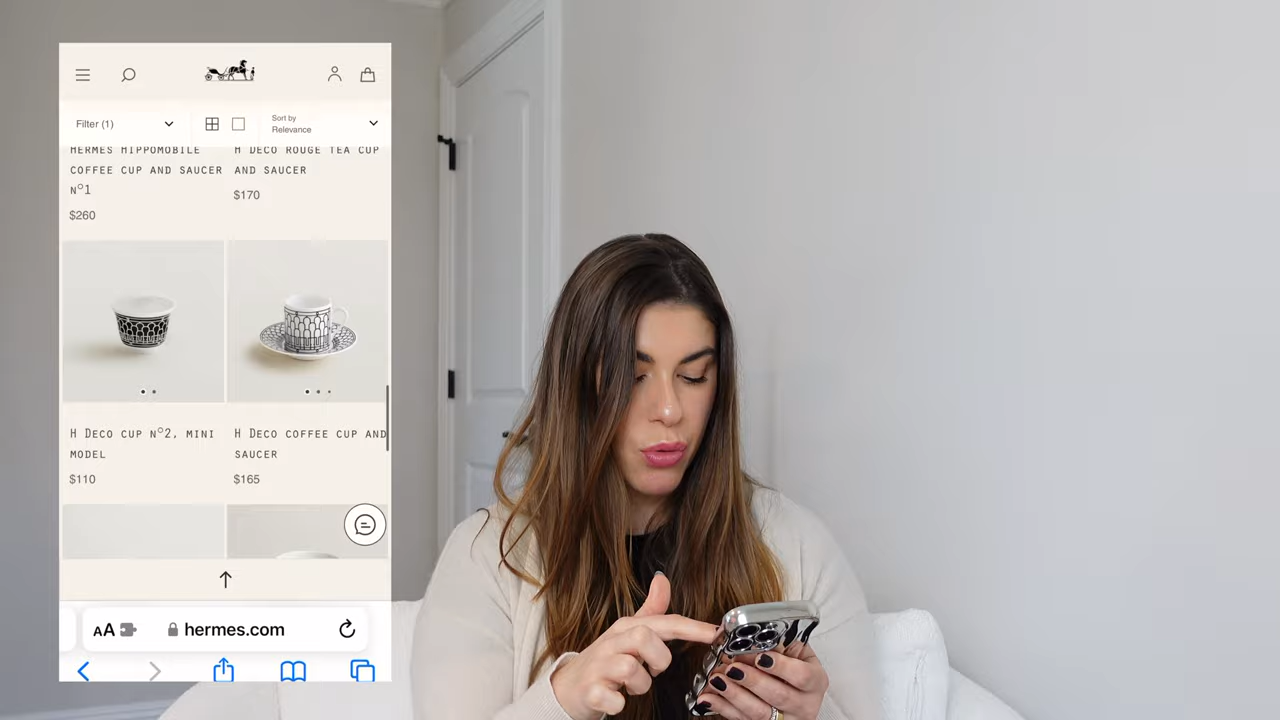 Filter (1)
Sort by
Relevance
HERMES HIPPOMOBILE
COFFEE CUP AND SAUCER
N°1
$260
H DECO ROUGE TEA CUP
AND SAUCER
$170
H DECO CUP N°2, MINI
MODEL
$110
H DECO COFFEE CUP AND
SAUCER
$165
AA
hermes.com